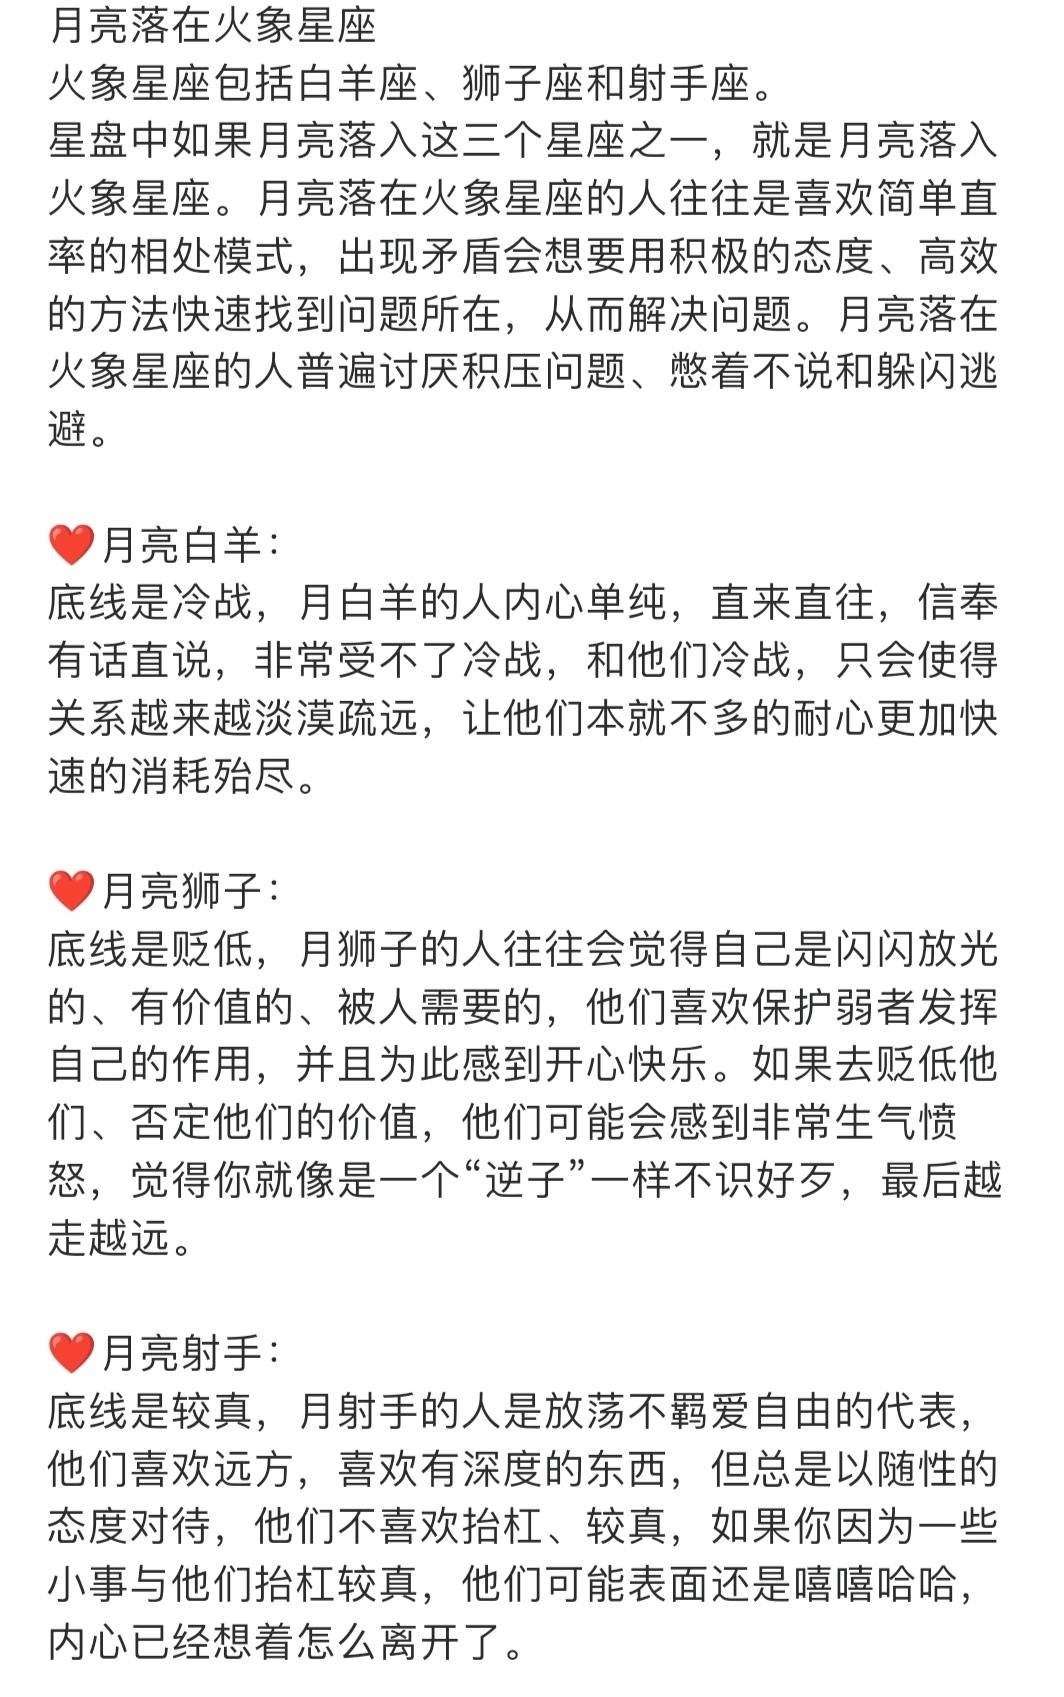 月亮落在火象星座
火象星座包括白羊座、狮子座和射手座。
星盘中如果月亮落入这三个星座之一，就是月亮落入
火象星座。月亮落在火象星座的人往往是喜欢简单直
率的相处模式，出现矛盾会想要用积极的态度、高效
的方法快速找到问题所在，从而解决问题。月亮落在
火象星座的人普遍讨厌积压问题、憋着不说和躲闪逃
避。
❤️月亮白羊：
底线是冷战，月白羊的人内心单纯，直来直往，信奉
有话直说，非常受不了冷战，和他们冷战，只会使得
关系越来越淡漠疏远，让他们本就不多的耐心更加快
速的消耗殆尽。
❤️月亮狮子：
底线是贬低，月狮子的人往往会觉得自己是闪闪放光
的、有价值的、被人需要的，他们喜欢保护弱者发挥
自己的作用，并且为此感到开心快乐。如果去贬低他
们、否定他们的价值，他们可能会感到非常生气愤
怒，觉得你就像是一个“逆子”一样不识好歹，最后越
走越远。
❤️月亮射手：
底线是较真，月射手的人是放荡不羁爱自由的代表，
他们喜欢远方，喜欢有深度的东西，但总是以随性的
态度对待，他们不喜欢抬杠、较真，如果你因为一些
小事与他们抬杠较真，他们可能表面还是嘻嘻哈哈，
内心已经想着怎么离开了。